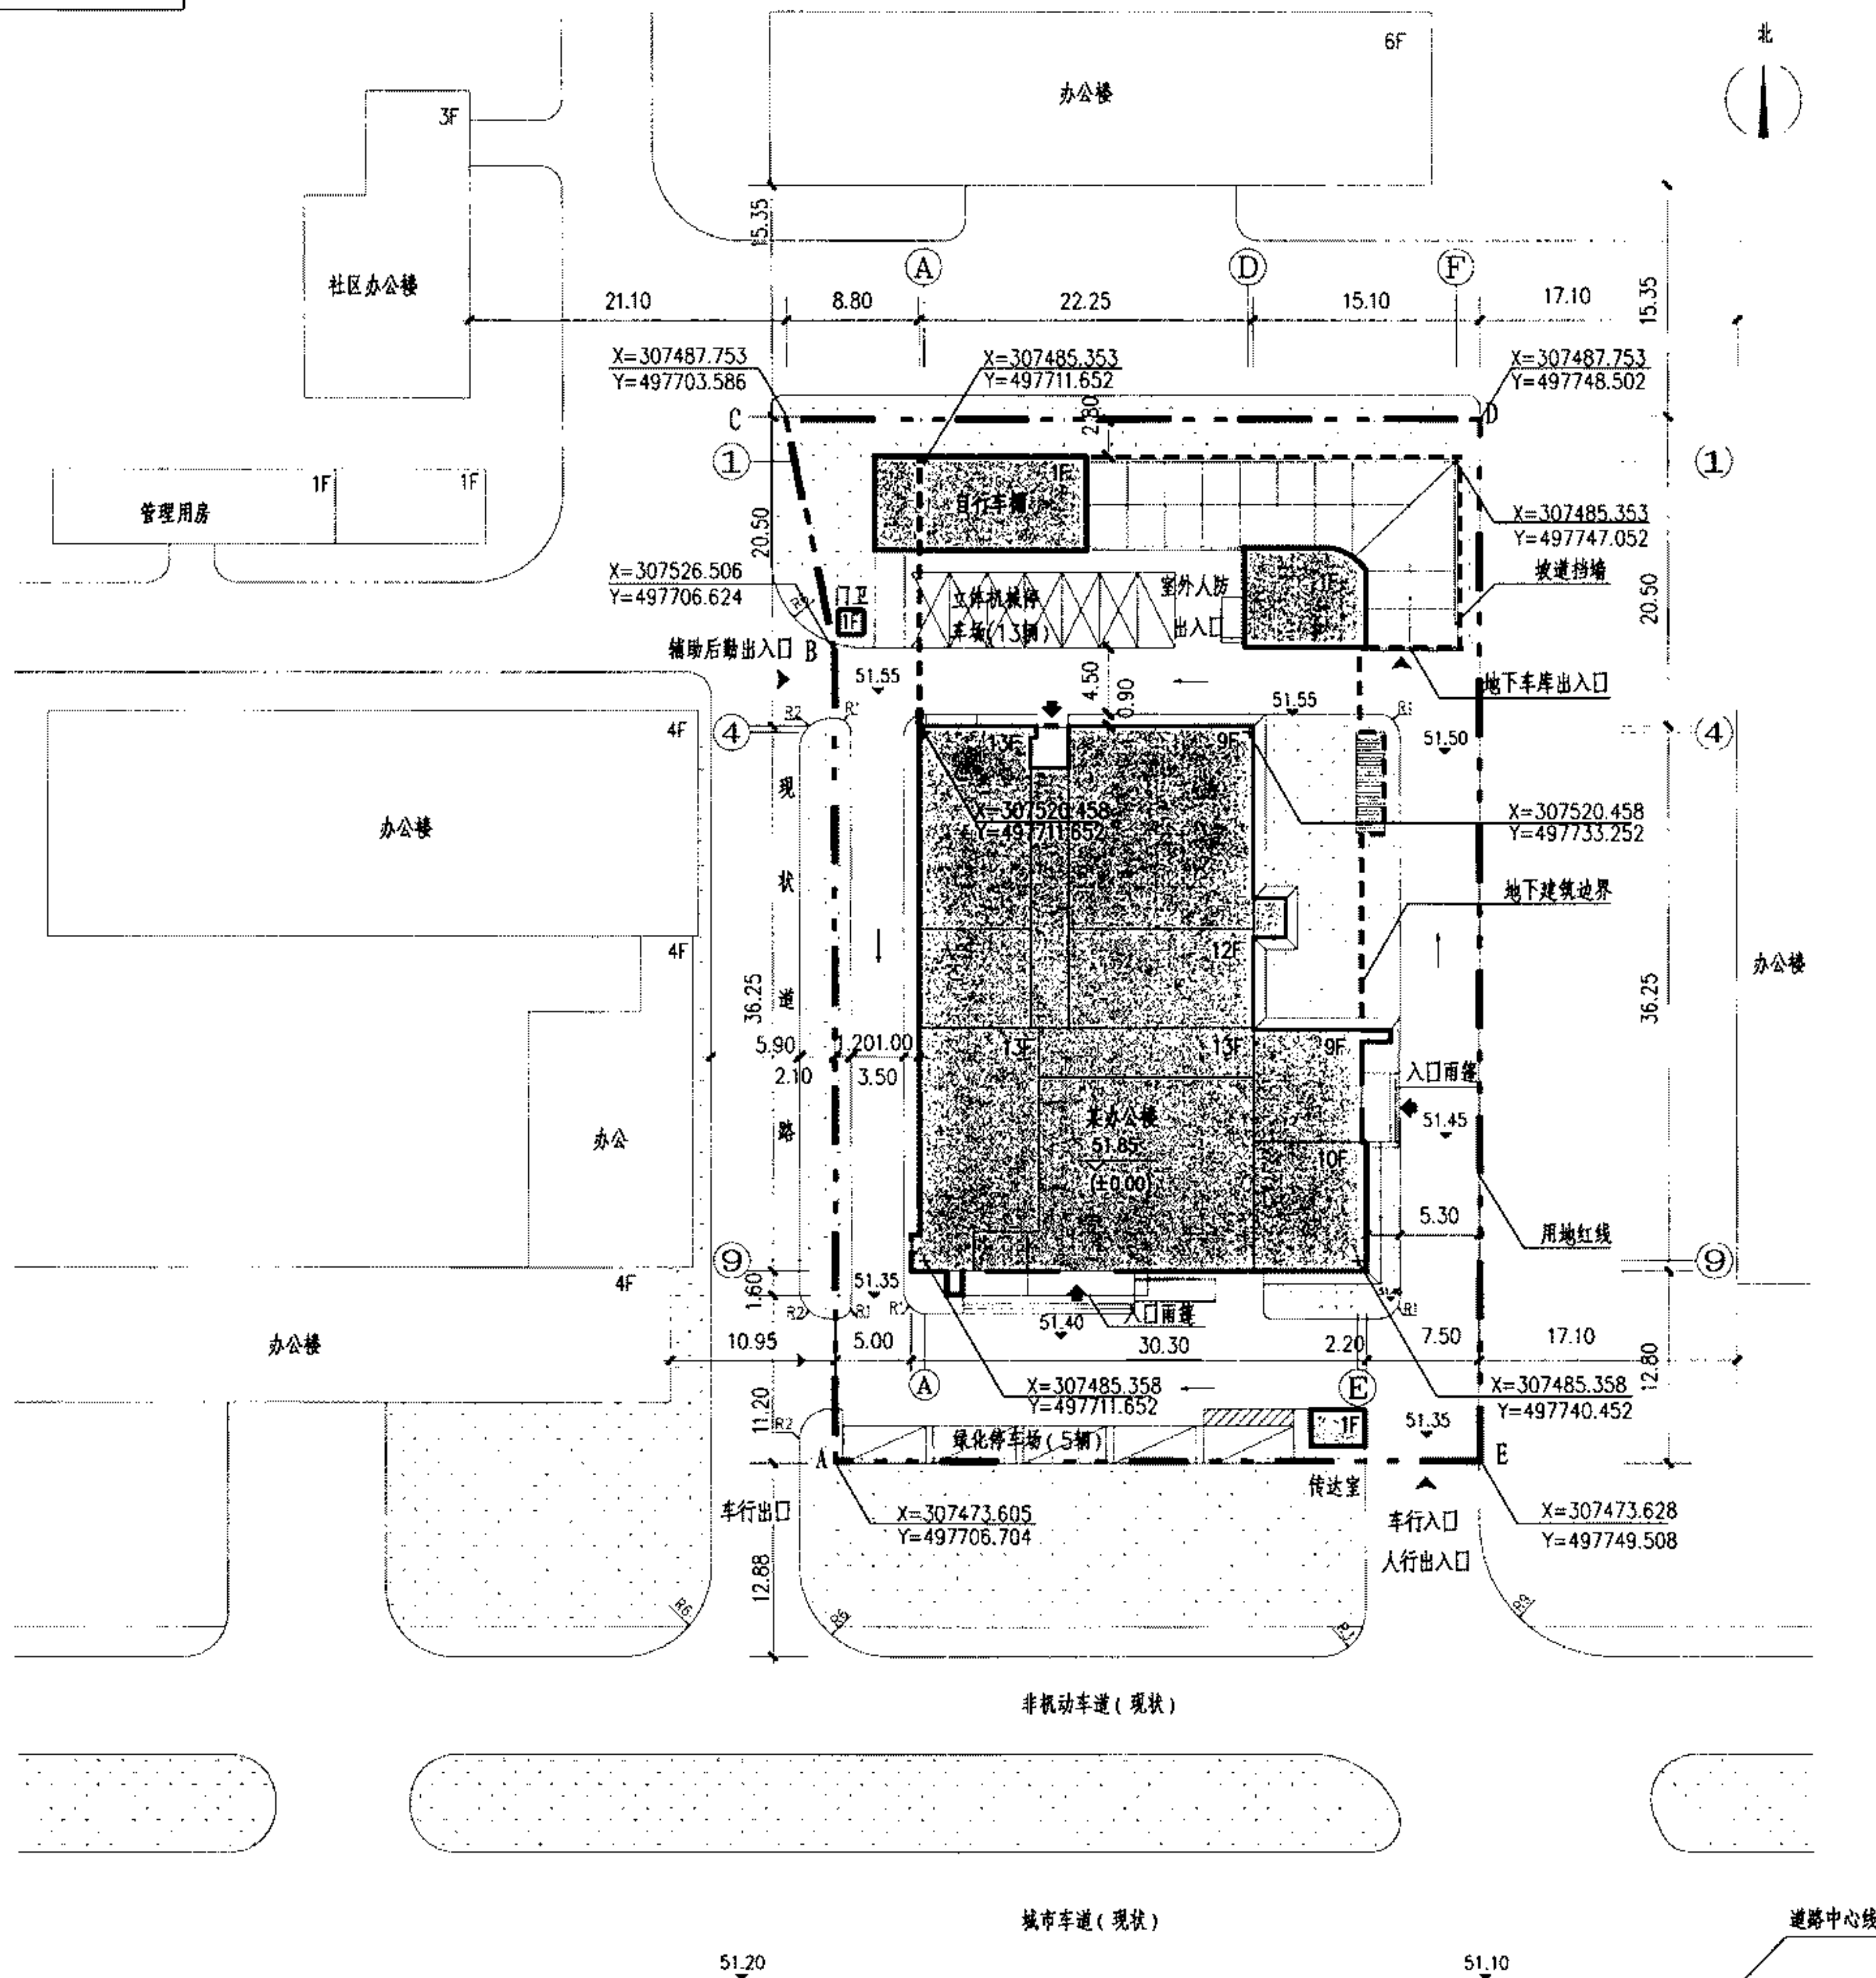 北
6F
办公楼
3F
社区办公楼
15.35
15.35
A
D
F
21.10
8.80
22.25
15.10
17.10
X=307487.753
Y=497703.586
X=307485.353
Y=497711.652
X=307487.753
Y=497748.502
C
D
2.80
1
1
1F
1F
管理用房
1F
自行车棚
20.50
20.50
X=307485.353
Y=497747.052
坡道挡墙
X=307526.506
Y=497706.624
R9
门卫
1F
立体机械停
车场(13辆)
室外人防
出入口
1F
辅助后勤出入口
B
51.55
4.50
0.90
51.55
地下车库出入口
R2
R1
R1
4F
4
13F
9F
51.50
4
现
状
道
路
办公楼
X=307520.458
Y=497711.652
X=307520.458
Y=497733.252
地下建筑边界
4F
12F
办公楼
36.25
36.25
5.90
1.20
1.00
2.10
3.50
13F
13F
9F
入口雨篷
办公
某办公楼
51.85
(±0.00)
51.45
10F
5.30
用地红线
9
9
4F
1.60
51.35
R2
R1
R1
51.40
入口雨篷
R1
办公楼
10.95
5.00
30.30
2.20
7.50
17.10
12.80
A
E
X=307485.358
Y=497711.652
X=307485.358
Y=497740.452
11.20
R2
绿化停车场(5辆)
1F
51.35
A
E
传达室
车行出口
X=307473.605
Y=497706.704
车行入口
人行出入口
X=307473.628
Y=497749.508
12.88
R6
R6
R9
非机动车道(现状)
城市车道(现状)
道路中心线
51.20
51.10